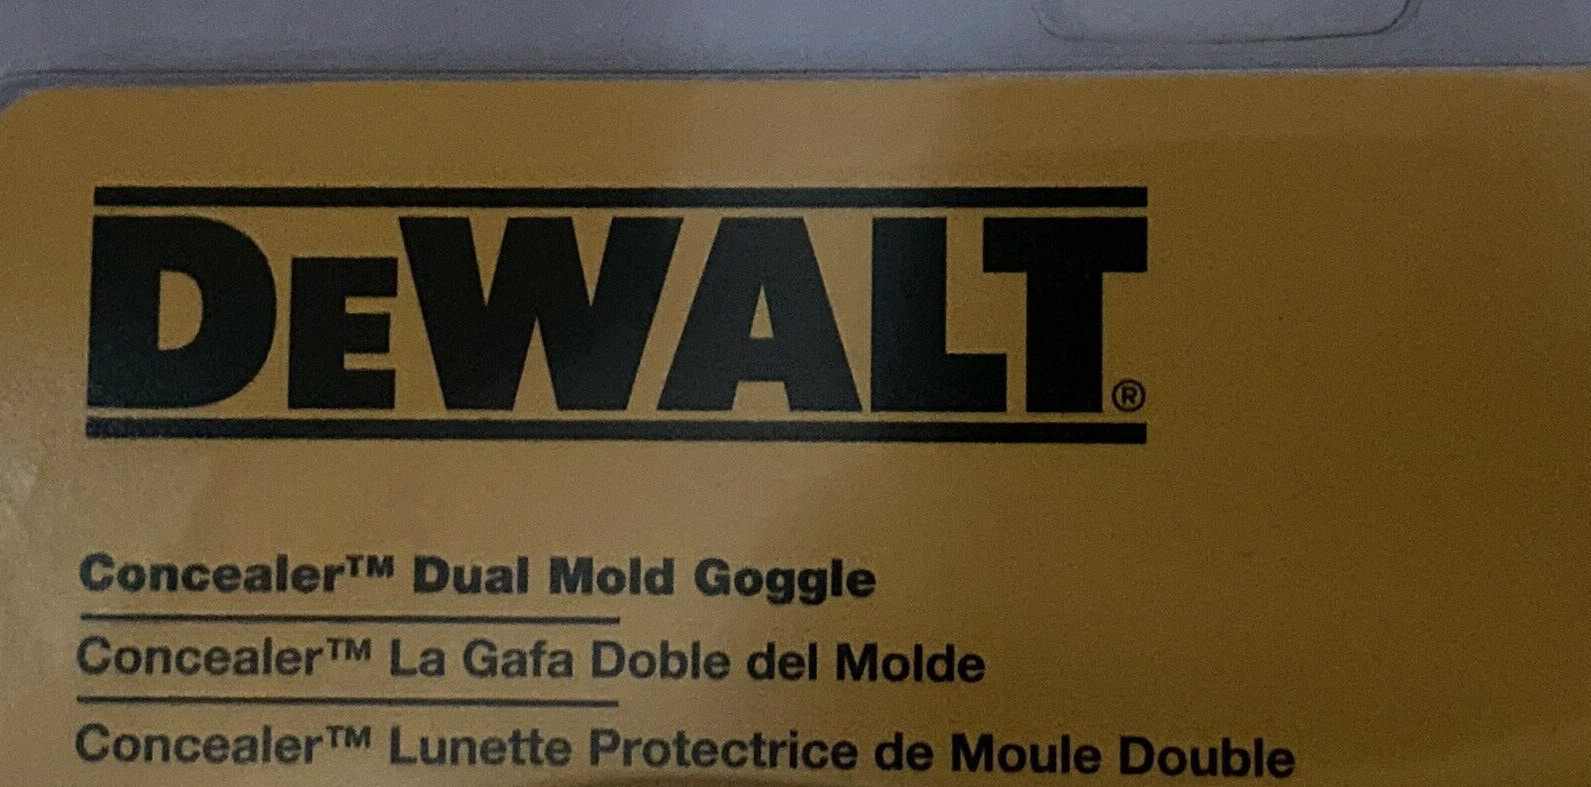 DEWALT®
Concealer™ Dual Mold Goggle
Concealer™ La Gafa Doble del Molde
Concealer™ Lunette Protectrice de Moule Double